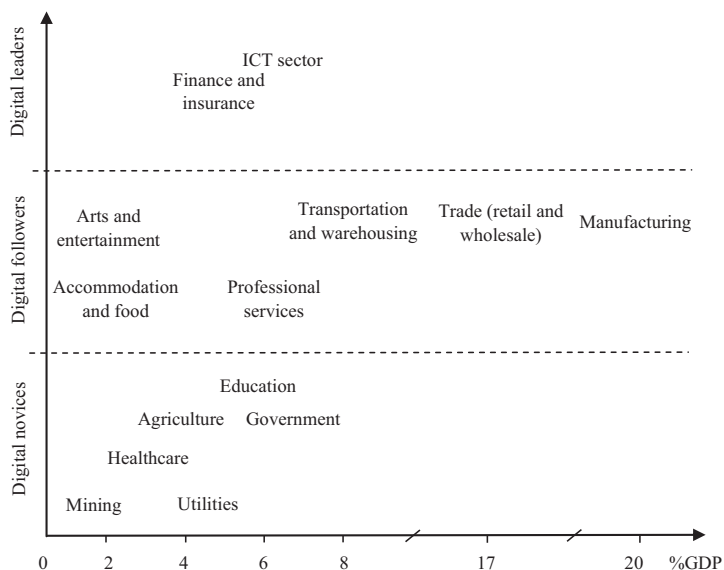 Digital leaders
ICT sector
Finance and
insurance
Digital followers
Arts and
entertainment
Transportation
and warehousing
Trade (retail and
wholesale)
Manufacturing
Accommodation
and food
Professional
services
Digital novices
Education
Agriculture
Government
Healthcare
Mining
Utilities
0 2 4 6 8 17 20 %GDP